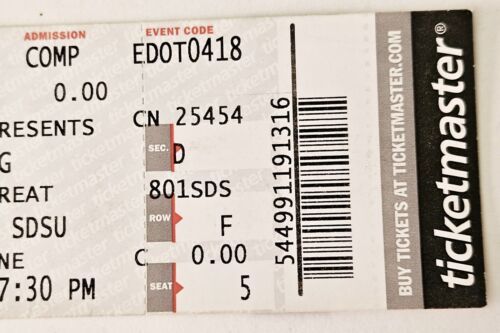 ADMISSION
COMP
0.00
RESENTS
G
REAT
SDSU
NE
7:30 PM
EVENT CODE
EDOT0418
CN 25454
SEC.
D
801SDS
ROW
F
C 0.00
SEAT
5
544991191316
BUY TICKETS AT TICKETMASTER.COM
ticketmaster®